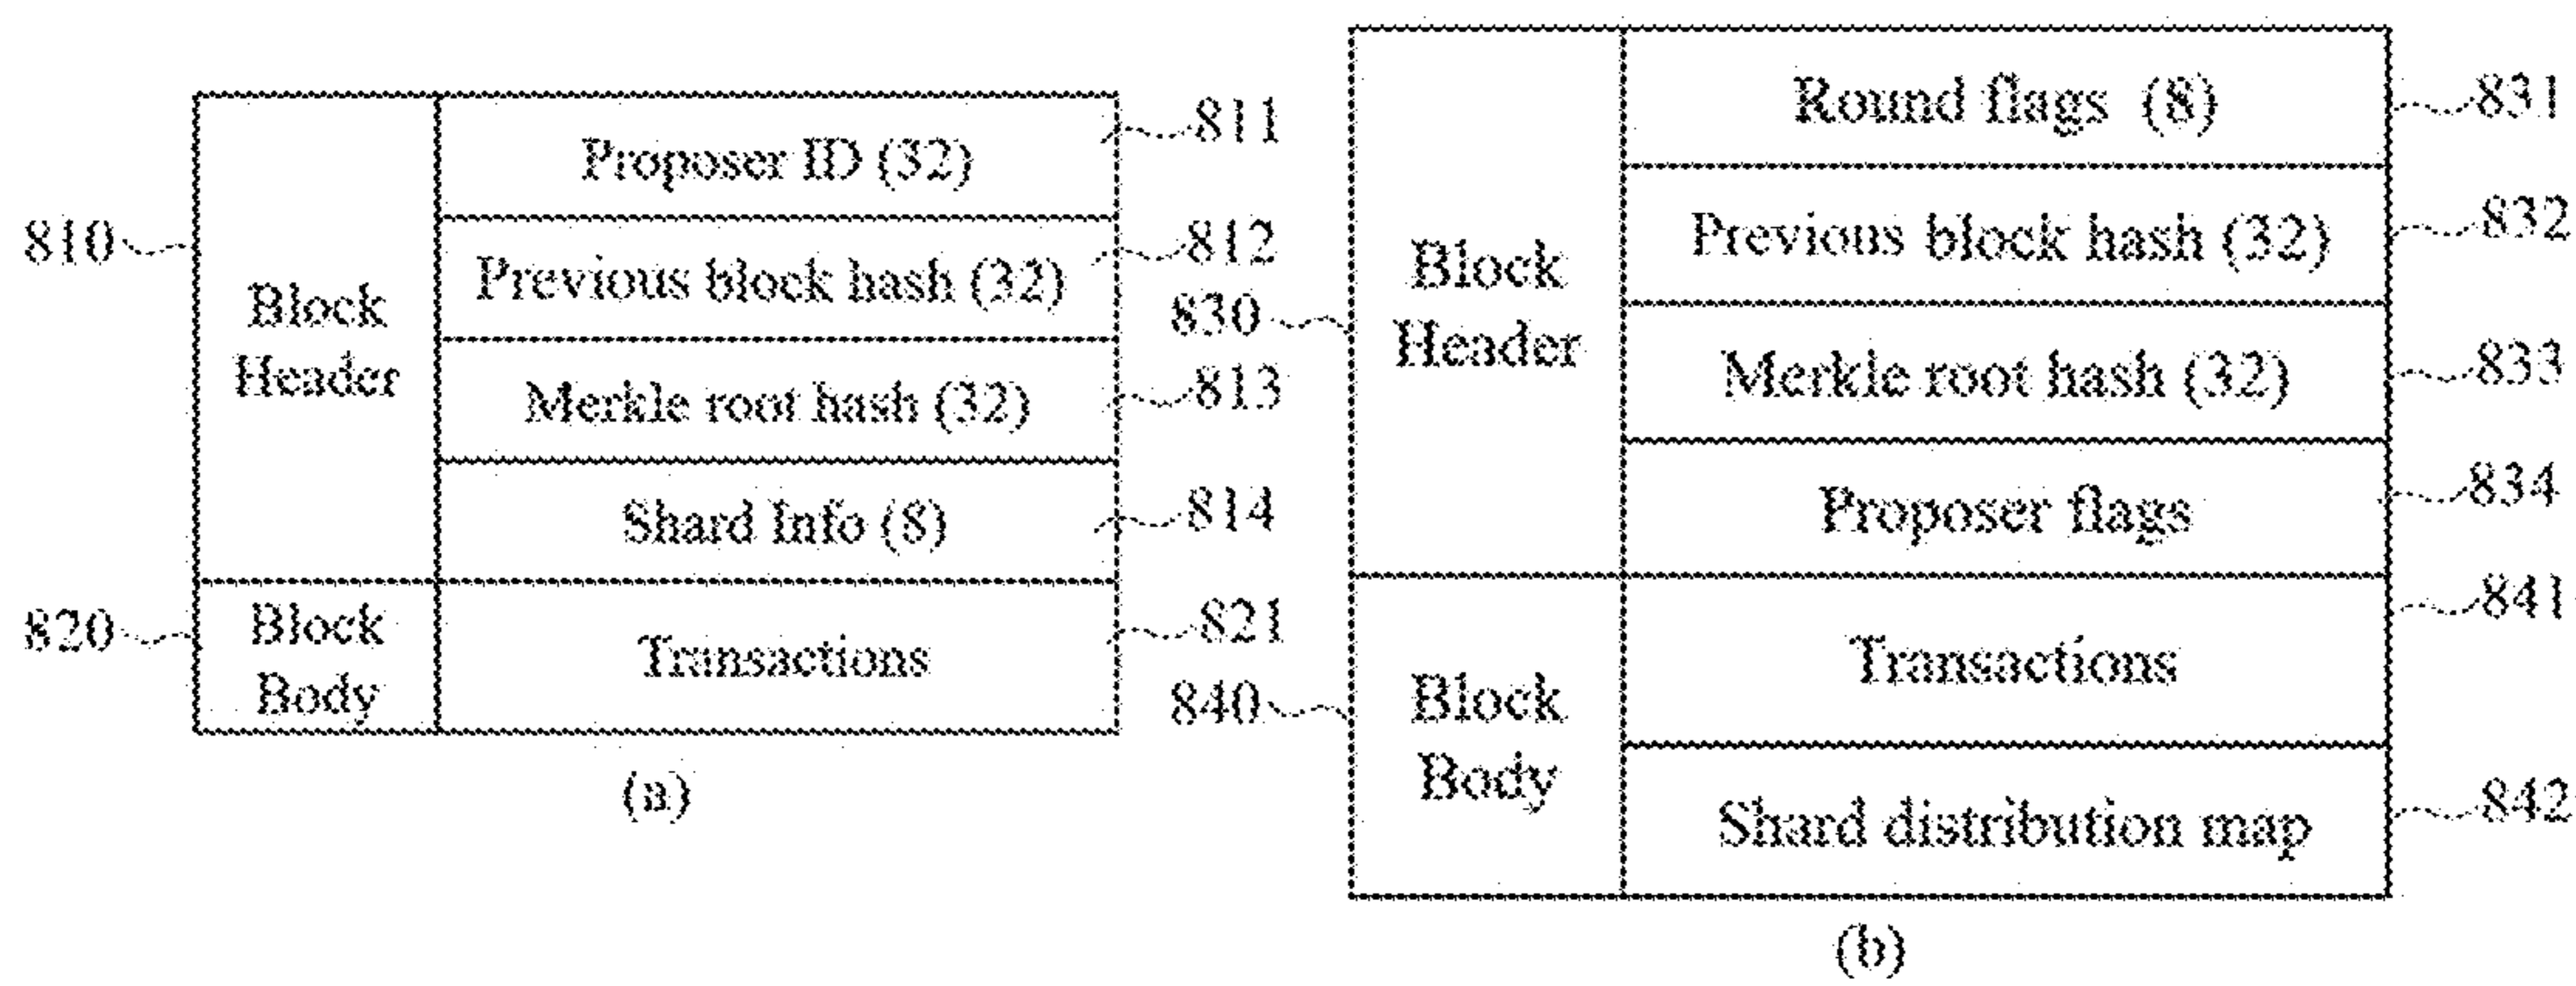 810
Block
Header
Proposer ID (32)
811
Previous block hash (32)
812
Merkle root hash (32)
813
Shard Info (8)
814
820
Block
Body
Transactions
821
(a)
830
Block
Header
Round flags (8)
831
Previous block hash (32)
832
Merkle root hash (32)
833
Proposer flags
834
840
Block
Body
Transactions
841
Shard distribution map
842
(b)